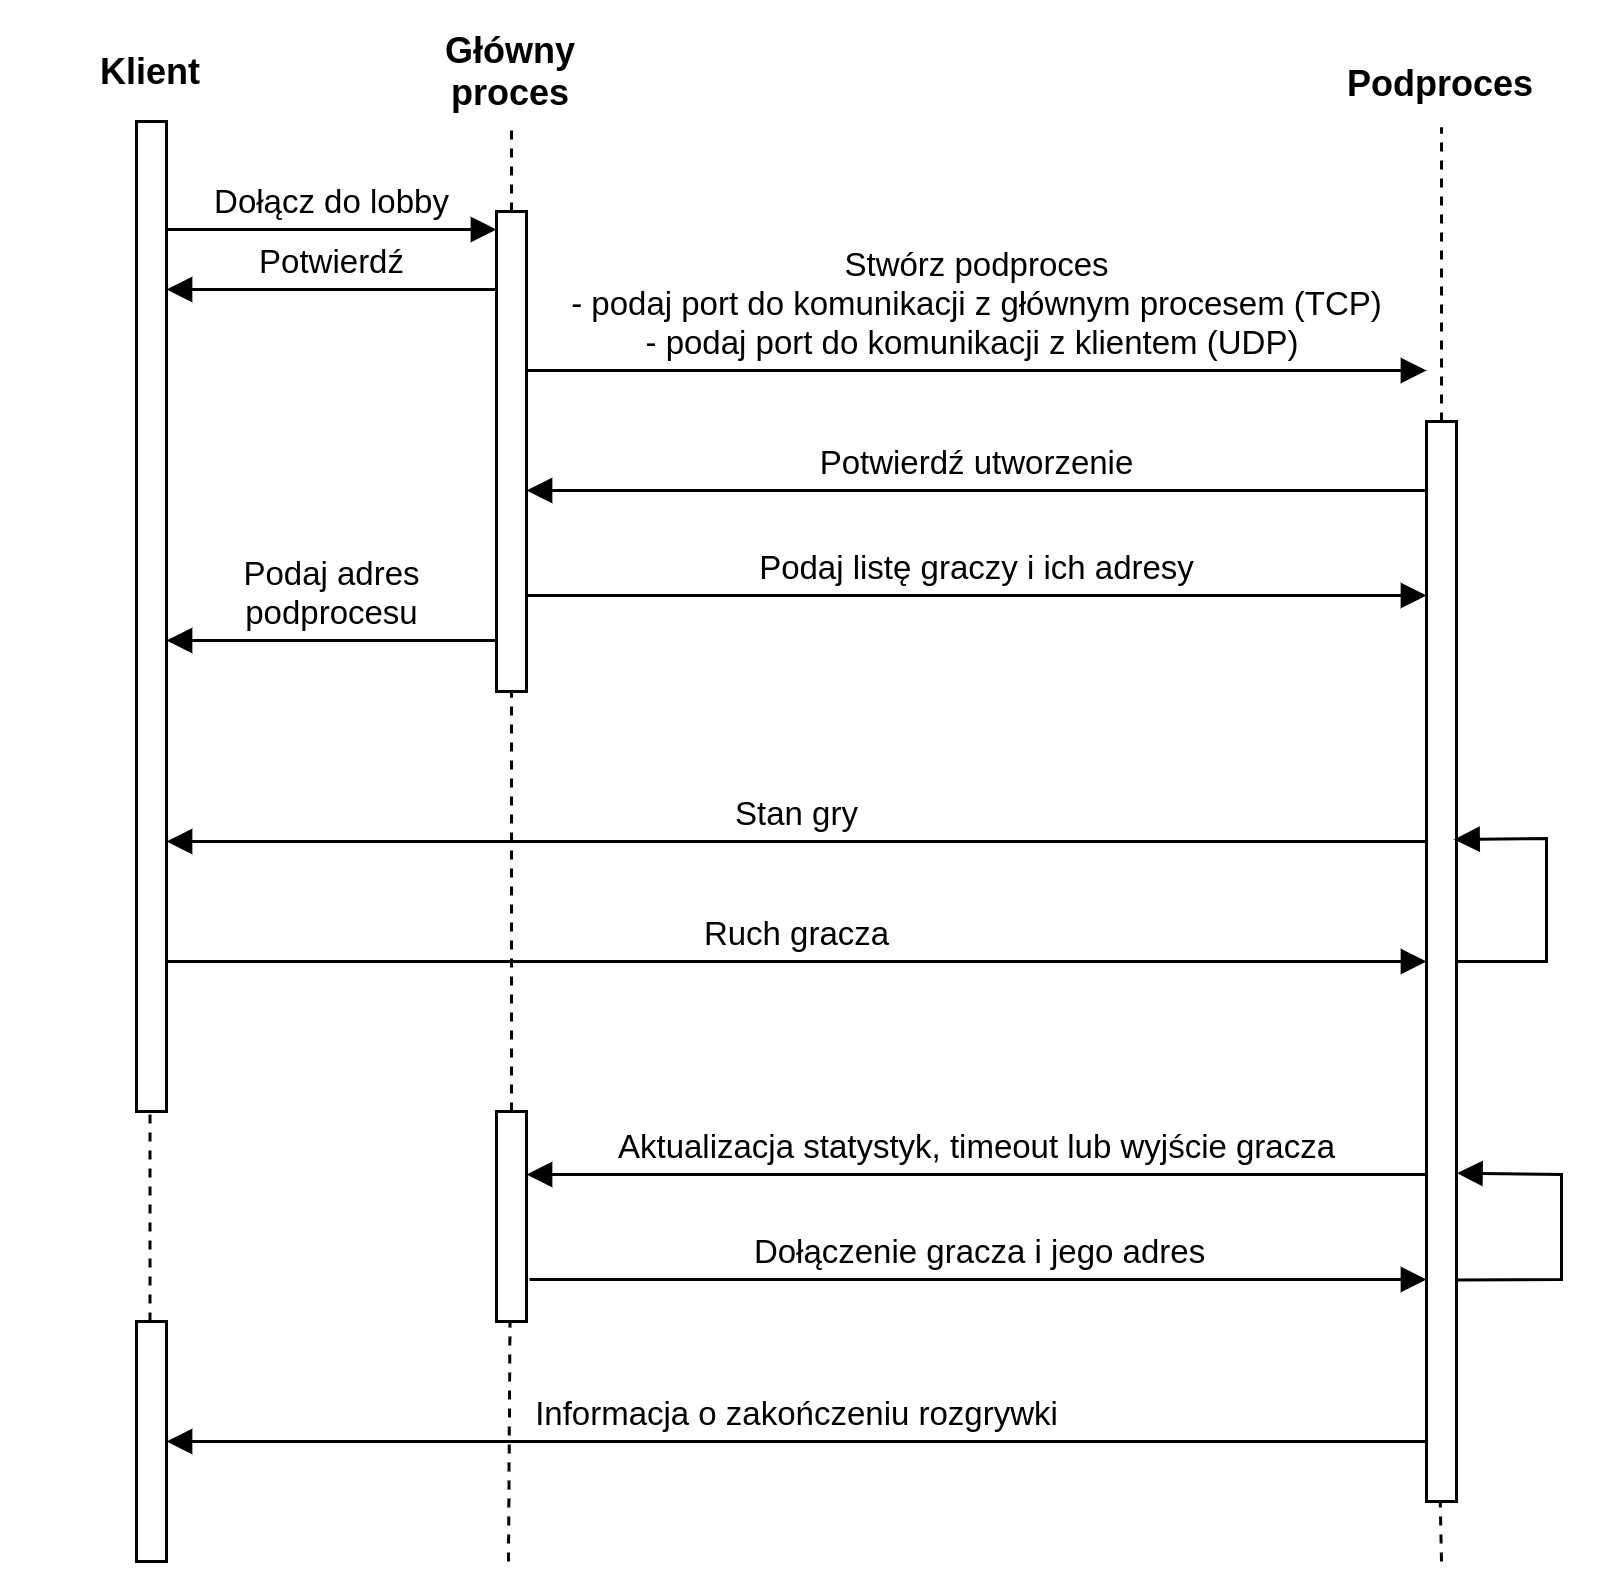 Klient
Główny
proces
Podproces
Dołącz do lobby
Potwierdź
Stwórz podproces
- podaj port do komunikacji z głównym procesem (TCP)
- podaj port do komunikacji z klientem (UDP)
Potwierdź utworzenie
Podaj listę graczy i ich adresy
Podaj adres
podprocesu
Stan gry
Ruch gracza
Aktualizacja statystyk, timeout lub wyjście gracza
Dołączenie gracza i jego adres
Informacja o zakończeniu rozgrywki